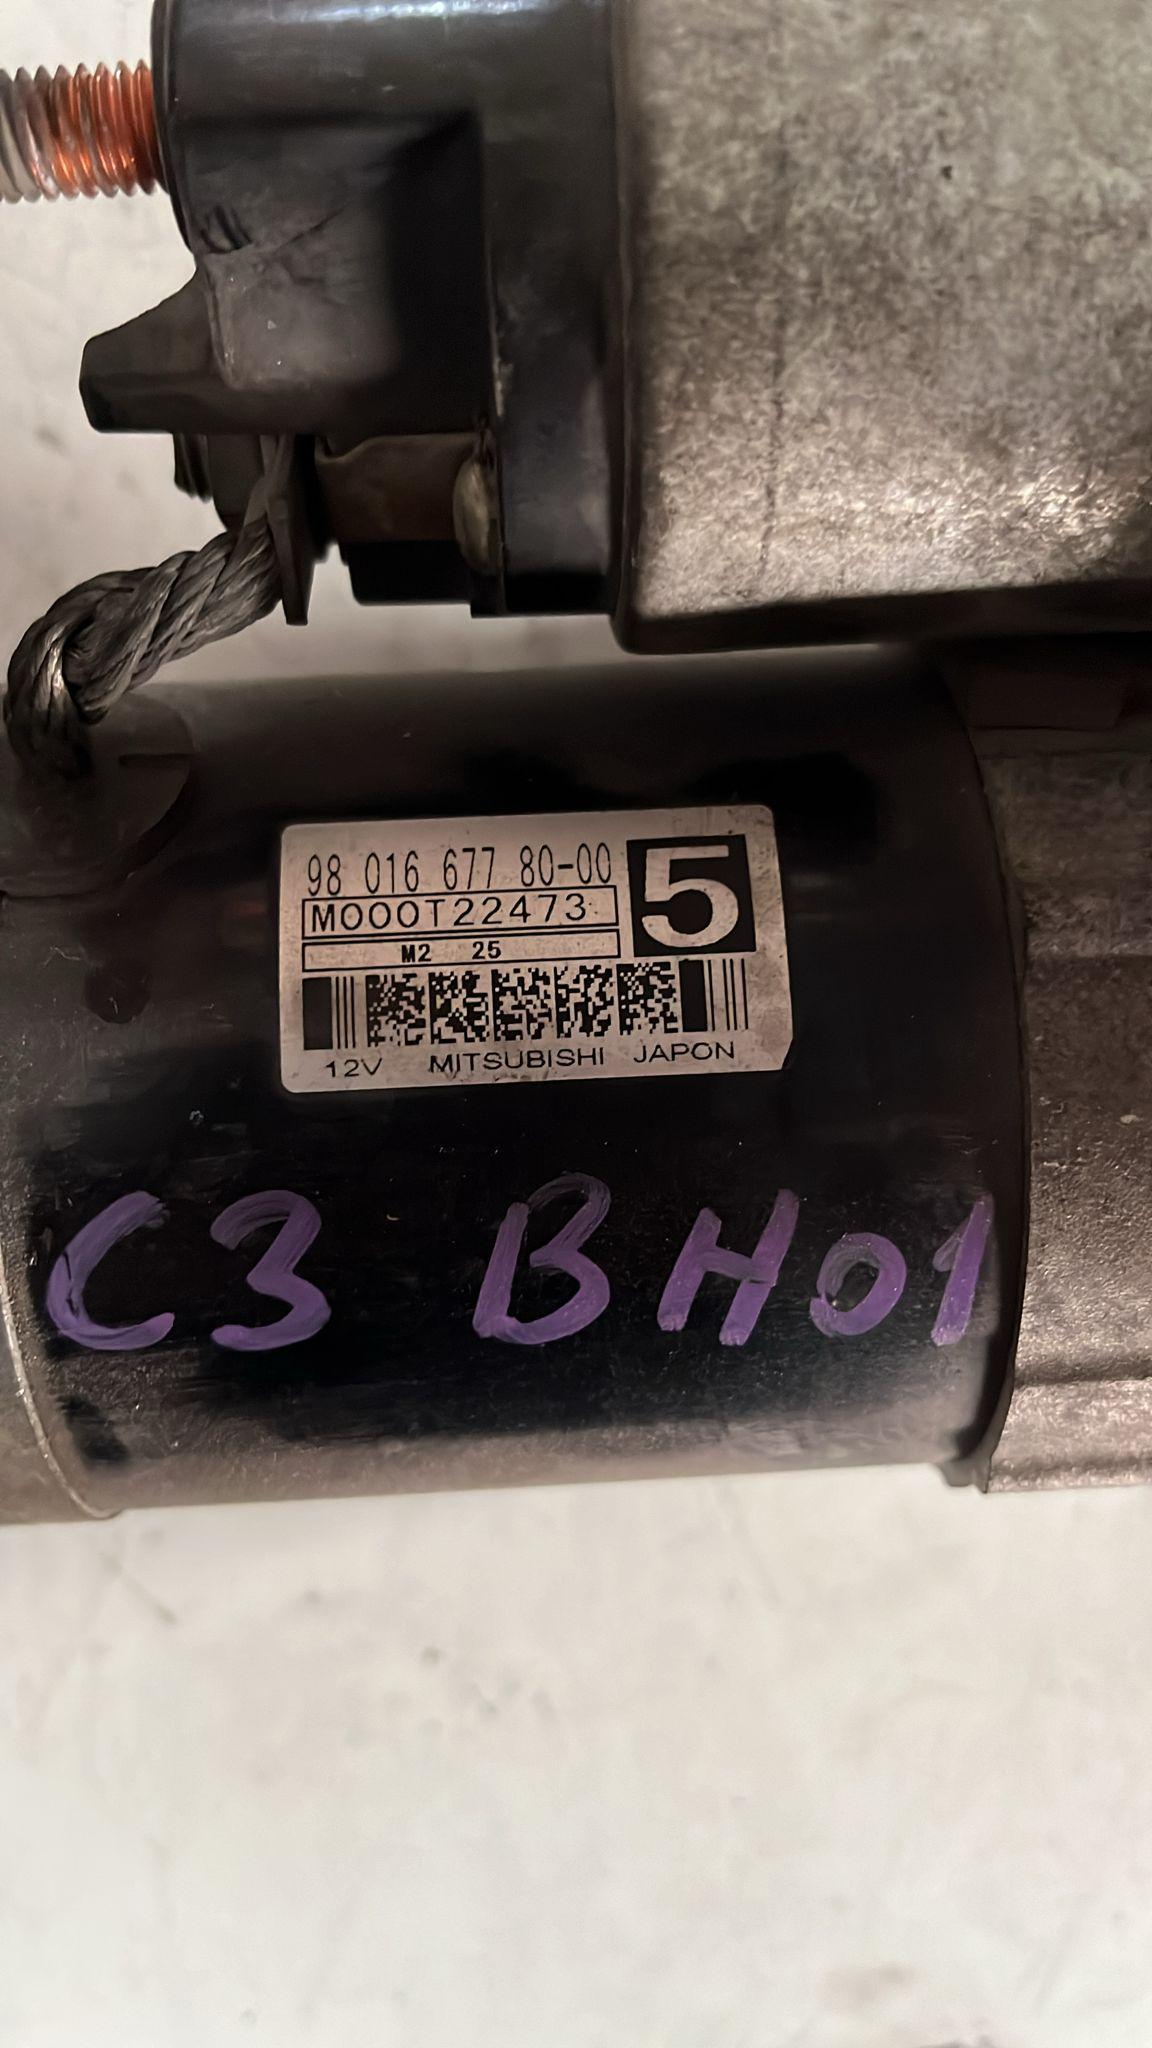 98 016 677 80-00
5
M000T22473
M2 25
12V MITSUBISHI JAPON
C3 BH01